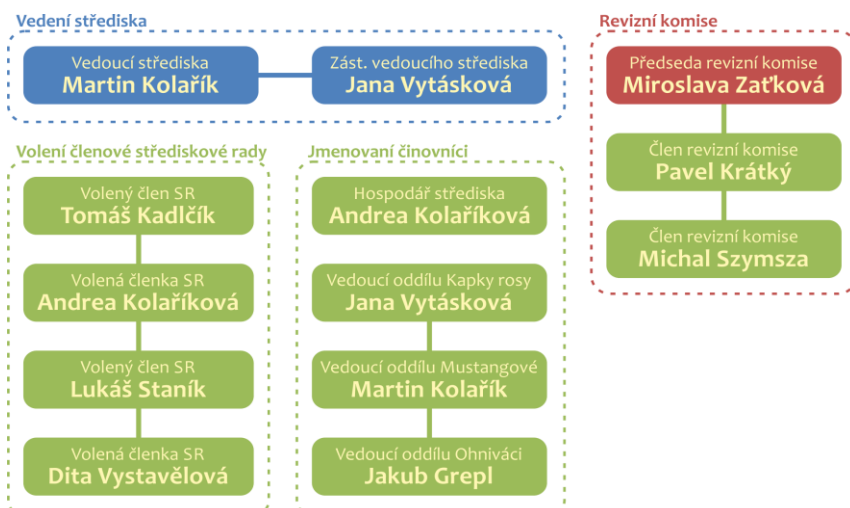 Vedení střediska
Vedoucí střediska
Martin Kolařík
Zást. vedoucího střediska
Jana Vytásková
Revizní komise
Předseda revizní komise
Miroslava Zaťková
Člen revizní komise
Pavel Krátký
Člen revizní komise
Michal Szymsza
Volení členové střediskové rady
Volený člen SR
Tomáš Kadlčík
Volená členka SR
Andrea Kolaříková
Volený člen SR
Lukáš Staník
Volená členka SR
Dita Vystavělová
Jmenovaní činovníci
Hospodář střediska
Andrea Kolaříková
Vedoucí oddílu Kapky rosy
Jana Vytásková
Vedoucí oddílu Mustangové
Martin Kolařík
Vedoucí oddílu Ohniváci
Jakub Grepl